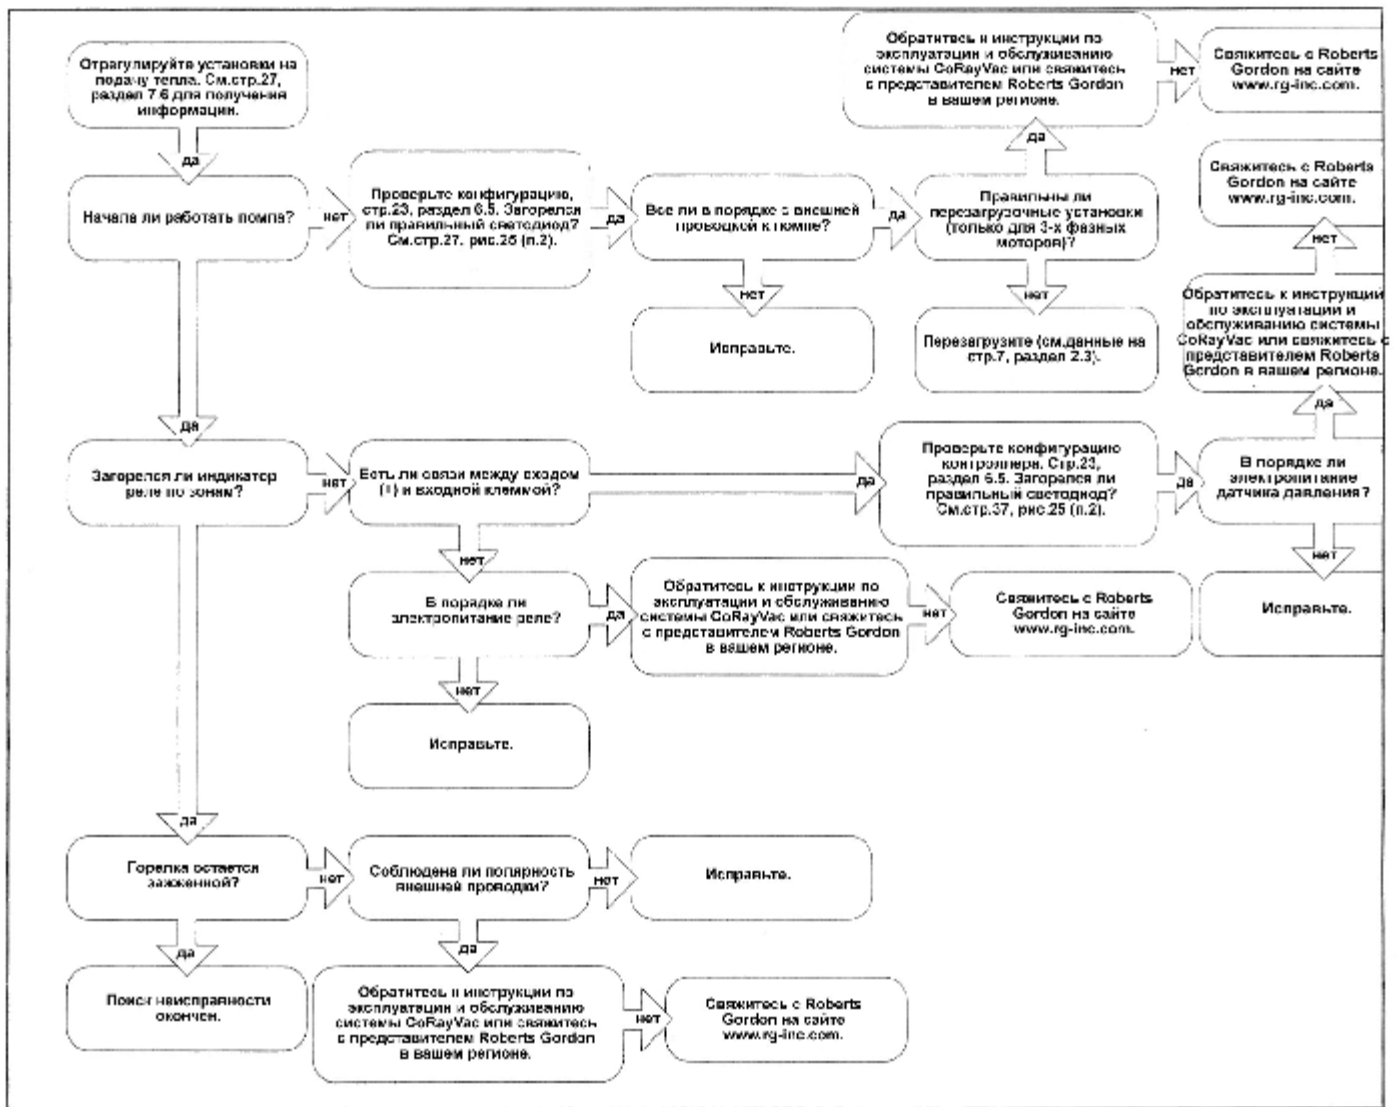 Отрагулируйте установки на
подачу тепла. См.стр.27,
раздел 7.6 для получения
информации.
да
Начала ли работать помпа?
нет
Проверьте конфигурацию,
стр.23, раздел 6.5. Загорелся
ли правильный светодиод?
См.стр.27. рис.25 (п.2).
да
Все ли в порядке с внешней
проводкой к помпе?
да
Правильны ли
перезагрузочные установки
(только для 3-х фазных
моторов)?
да
Обратитесь к инструкции по
эксплуатации и обслуживанию
системы CoRayVac или свяжитесь
с представителем Roberts Gordon
в вашем регионе.
нет
Свяжитесь с Roberts
Gordon на сайте
www.rg-inc.com.
нет
Исправьте.
нет
Перезагрузите (см.данные на
стр.7, раздел 2.3).
Свяжитесь с Roberts
Gordon на сайте
www.rg-inc.com.
нет
Обратитесь к инструкции
по эксплуатации и
обслуживанию системы
CoRayVac или свяжитесь с
представителем Roberts
Gordon в вашем регионе.
да
да
Загорелся ли индикатор
реле по зонам?
нет
Есть ли связи между входом
(1) и входной клеммой?
да
Проверьте конфигурацию
контроллера. Стр.23,
раздел 6.5. Загорелся ли
правильный светодиод?
См.стр.37, рис.25 (п.2).
да
В порядке ли
электропитание
датчика давления?
нет
Исправьте.
нет
В порядке ли
электропитание реле?
да
Обратитесь к инструкции по
эксплуатации и обслуживанию
системы CoRayVac или свяжитесь
с представителем Roberts Gordon
в вашем регионе.
нет
Свяжитесь с Roberts
Gordon на сайте
www.rg-inc.com.
нет
Исправьте.
да
Горелка остается
зажженной?
нет
Соблюдена ли полярность
внешней проводки?
нет
Исправьте.
да
Поиск неисправности
окончен.
да
Обратитесь к инструкции по
эксплуатации и обслуживанию
системы CoRayVac или свяжитесь
с представителем Roberts Gordon
в вашем регионе.
нет
Свяжитесь с Roberts
Gordon на сайте
www.rg-inc.com.